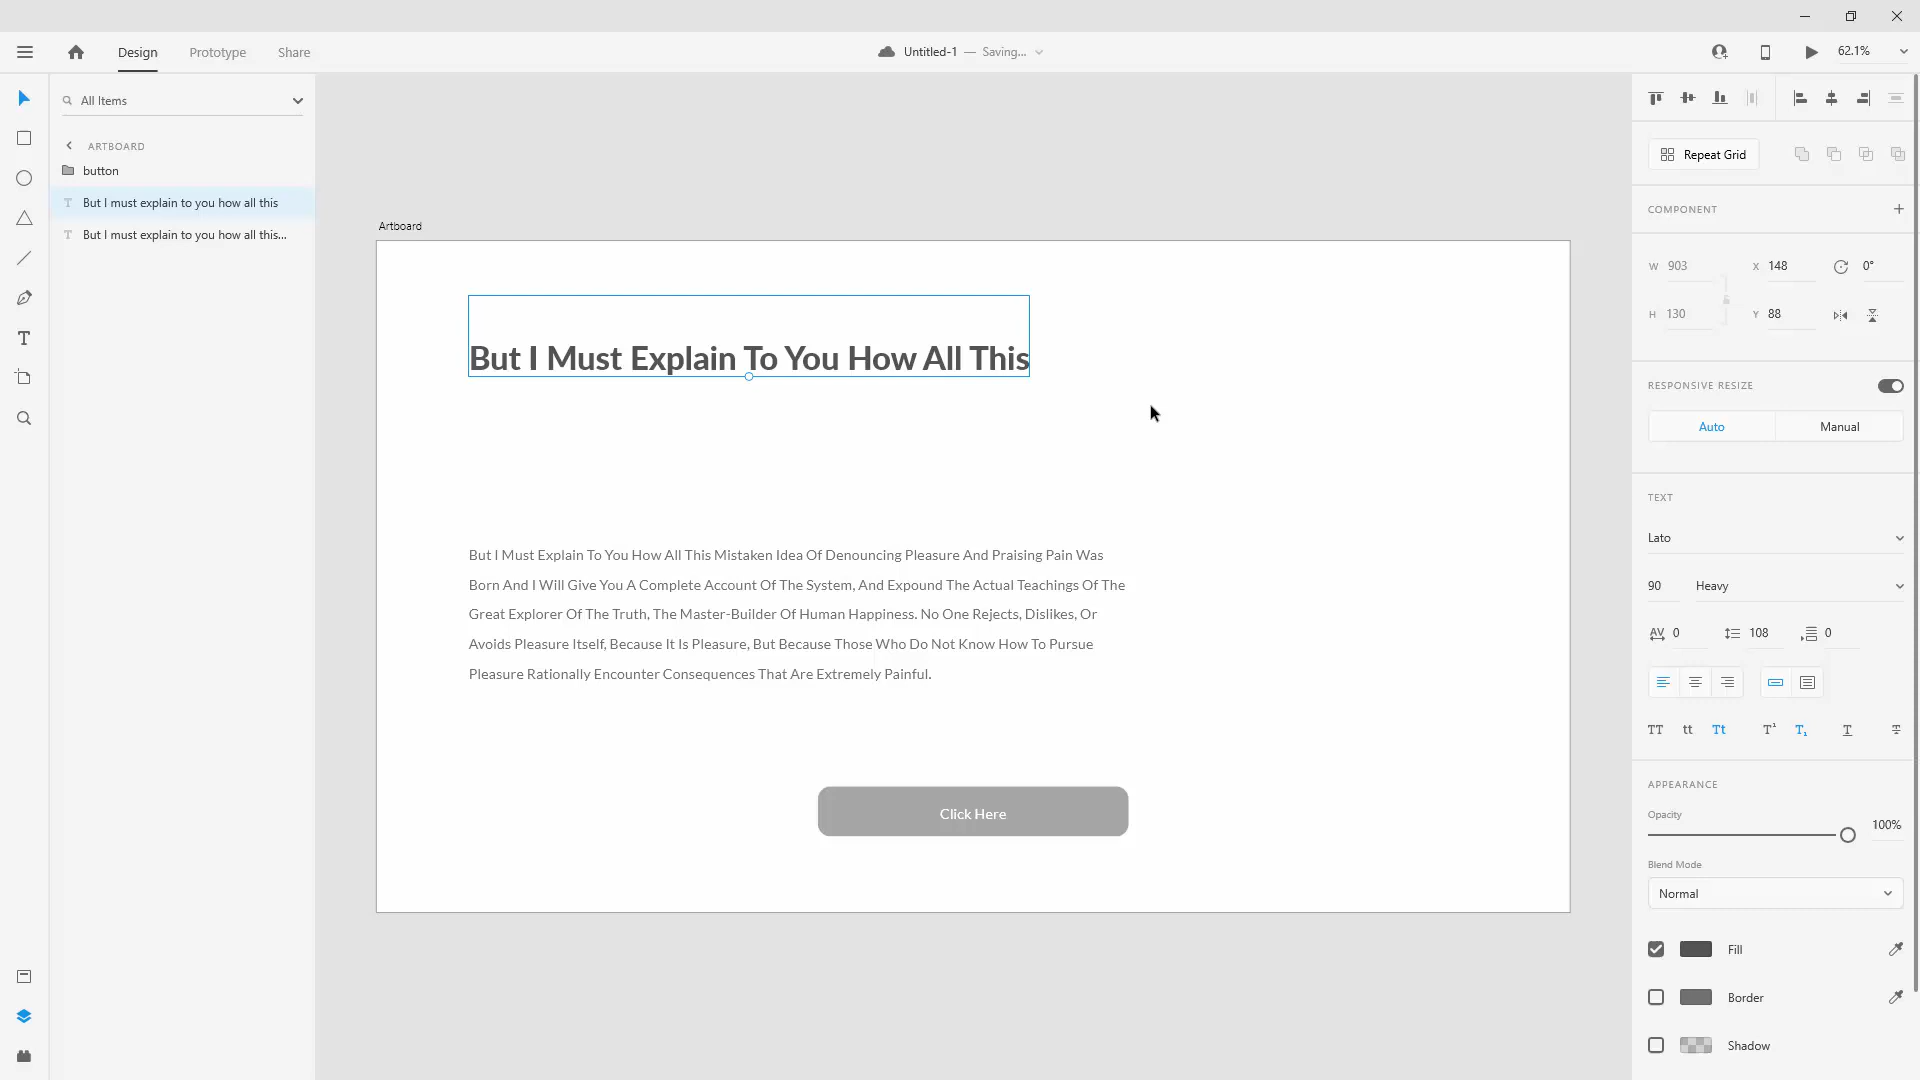 Design
Prototype
Share
Untitled-1 — Saving...
62.1%
All Items
ARTBOARD
button
T But I must explain to you how all this
T But I must explain to you how all this...
Artboard
But I Must Explain To You How All This
But I Must Explain To You How All This Mistaken Idea Of Denouncing Pleasure And Praising Pain Was
Born And I Will Give You A Complete Account Of The System, And Expound The Actual Teachings Of The
Great Explorer Of The Truth, The Master-Builder Of Human Happiness. No One Rejects, Dislikes, Or
Avoids Pleasure Itself, Because It Is Pleasure, But Because Those Who Do Not Know How To Pursue
Pleasure Rationally Encounter Consequences That Are Extremely Painful.
Click Here
Repeat Grid
COMPONENT
W 903 X 148 0°
H 130 Y 88
RESPONSIVE RESIZE
Auto
Manual
TEXT
Lato
90 Heavy
AV 0 108 0
TT tt Tt T¹ T₁ T T
APPEARANCE
Opacity
100%
Blend Mode
Normal
Fill
Border
Shadow